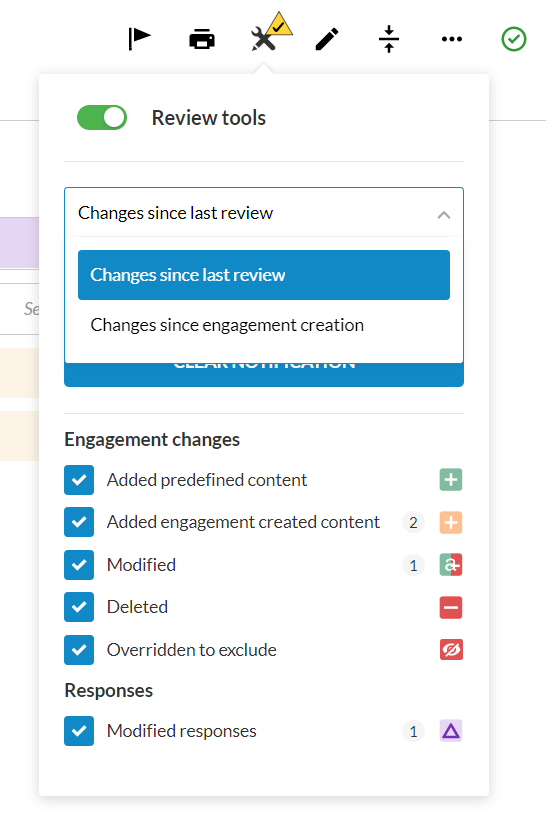 Review tools
Changes since last review
Changes since last review
Changes since engagement creation
CLEAR NOTIFICATION
Se
Engagement changes
Added predefined content
Added engagement created content 2
Modified 1
Deleted
Overridden to exclude
Responses
Modified responses 1